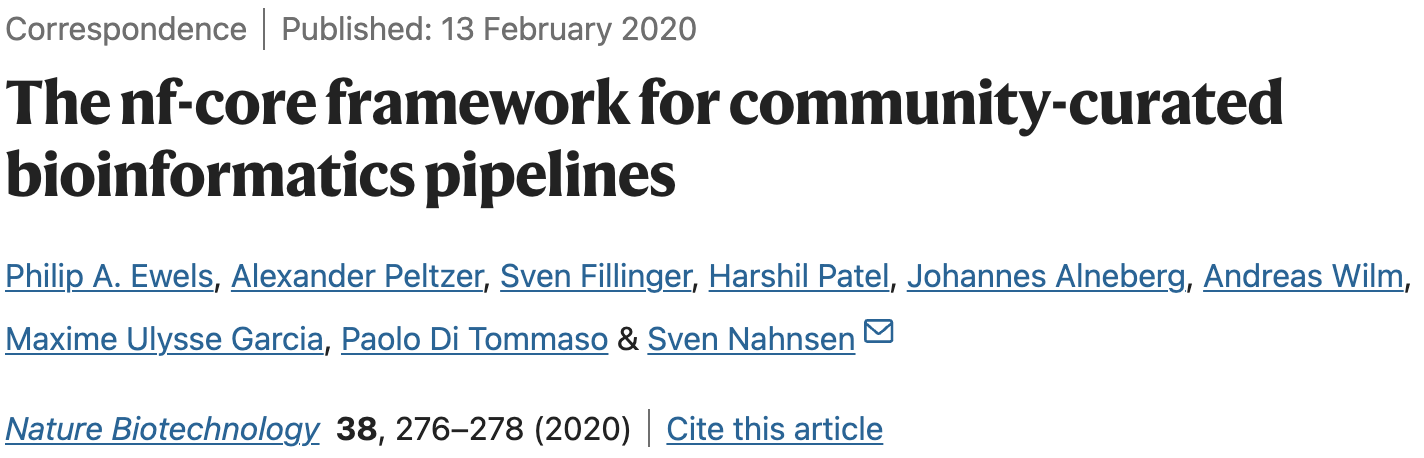 Correspondence | Published: 13 February 2020
The nf-core framework for community-curated
bioinformatics pipelines
Philip A. Ewels, Alexander Peltzer, Sven Fillinger, Harshil Patel, Johannes Alneberg, Andreas Wilm,
Maxime Ulysse Garcia, Paolo Di Tommaso & Sven Nahnsen
Nature Biotechnology 38, 276–278 (2020) | Cite this article